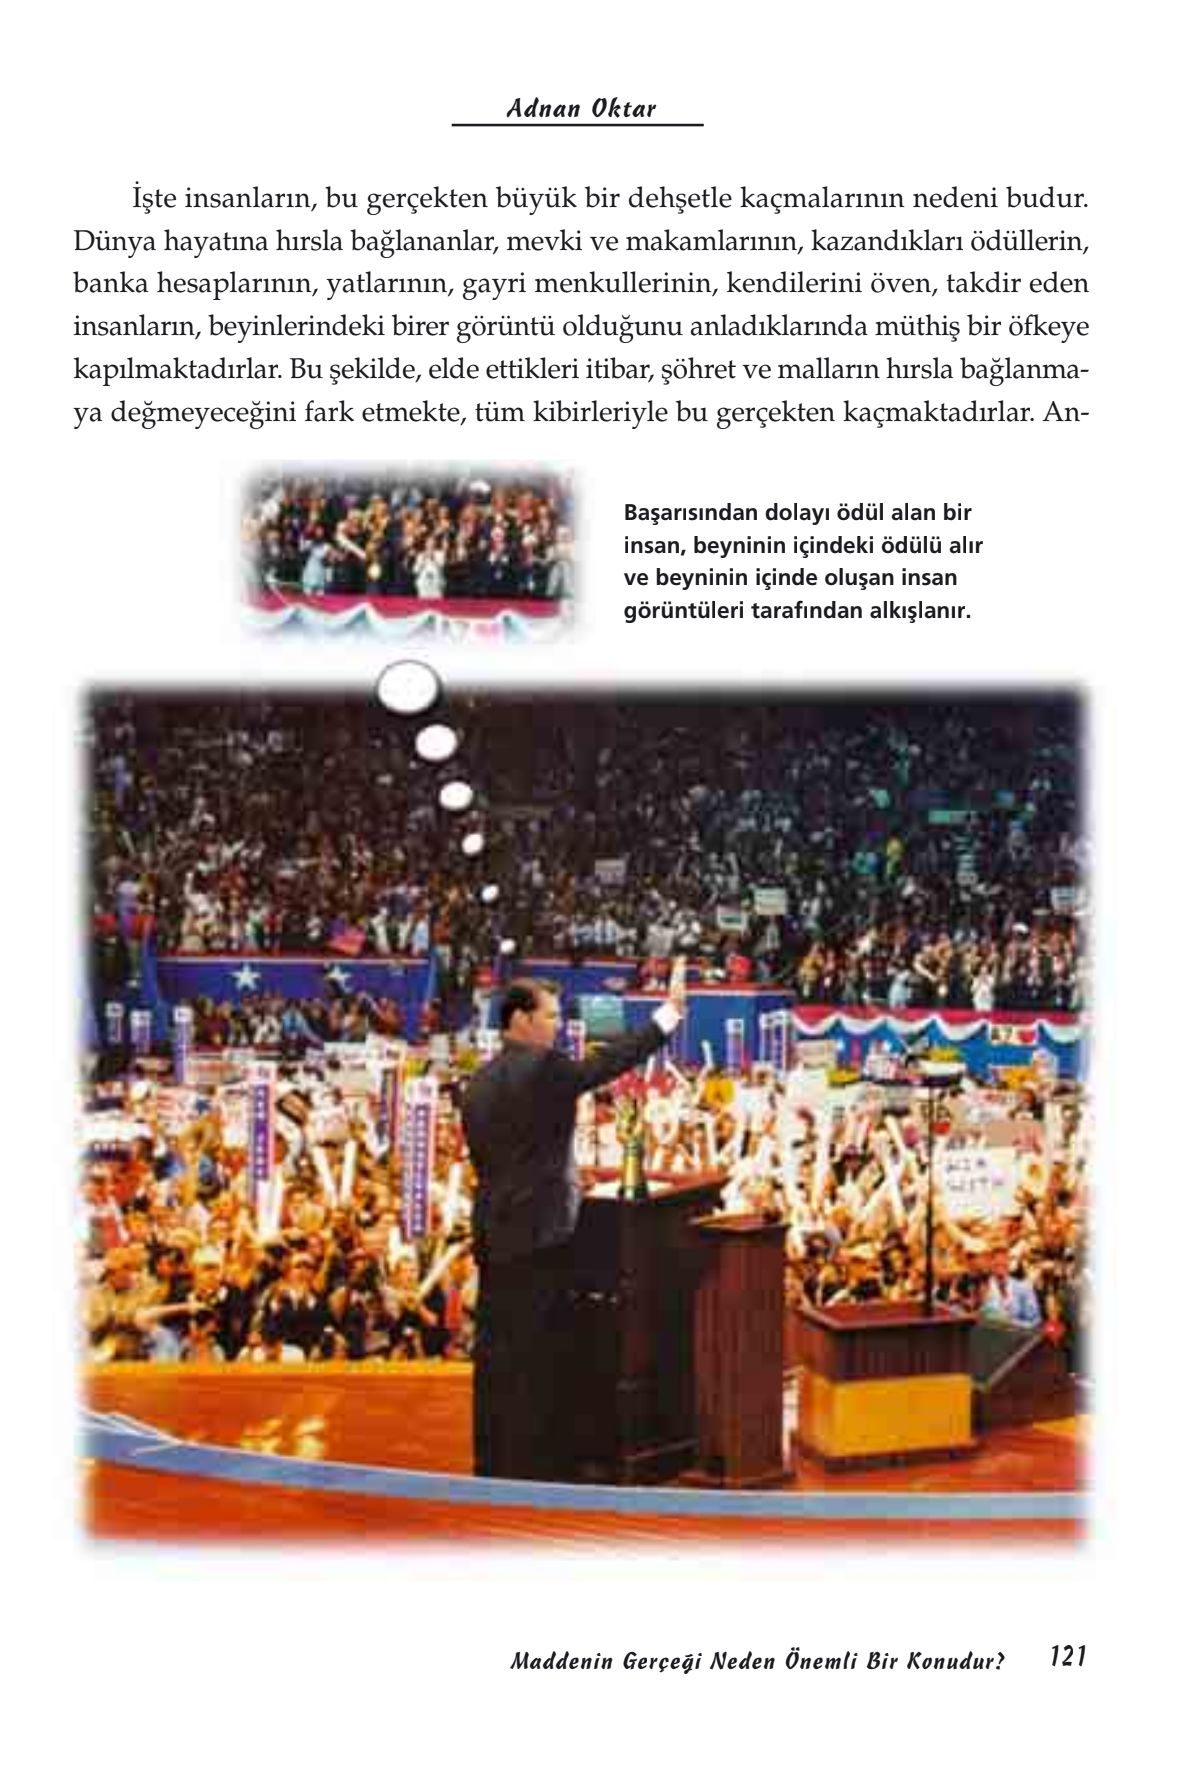 Adnan Oktar
İşte insanların, bu gerçekten büyük bir dehşetle kaçmalarının nedeni budur.
Dünya hayatına hırsla bağlananlar, mevki ve makamlarının, kazandıkları ödüllerin,
banka hesaplarının, yatlarının, gayri menkullerinin, kendilerini öven, takdir eden
insanların, beyinlerindeki birer görüntü olduğunu anladıklarında müthiş bir öfkeye
kapılmaktadırlar. Bu şekilde, elde ettikleri itibar, şöhret ve malların hırsla bağlanma-
ya değmeyeceğini fark etmekte, tüm kibirleriyle bu gerçekten kaçmaktadırlar. An-
Başarısından dolayı ödül alan bir
insan, beyninin içindeki ödülü alır
ve beyninin içinde oluşan insan
görüntüleri tarafından alkışlanır.
Maddenin Gerçeği Neden Önemli Bir Konudur? 121